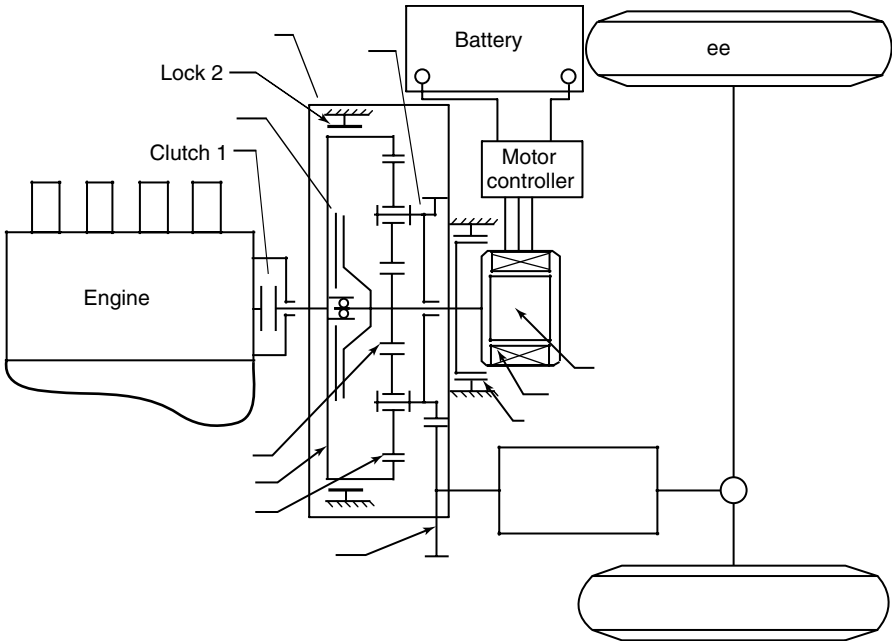 Battery
ee
Lock 2
Clutch 1
Motor
controller
Engine